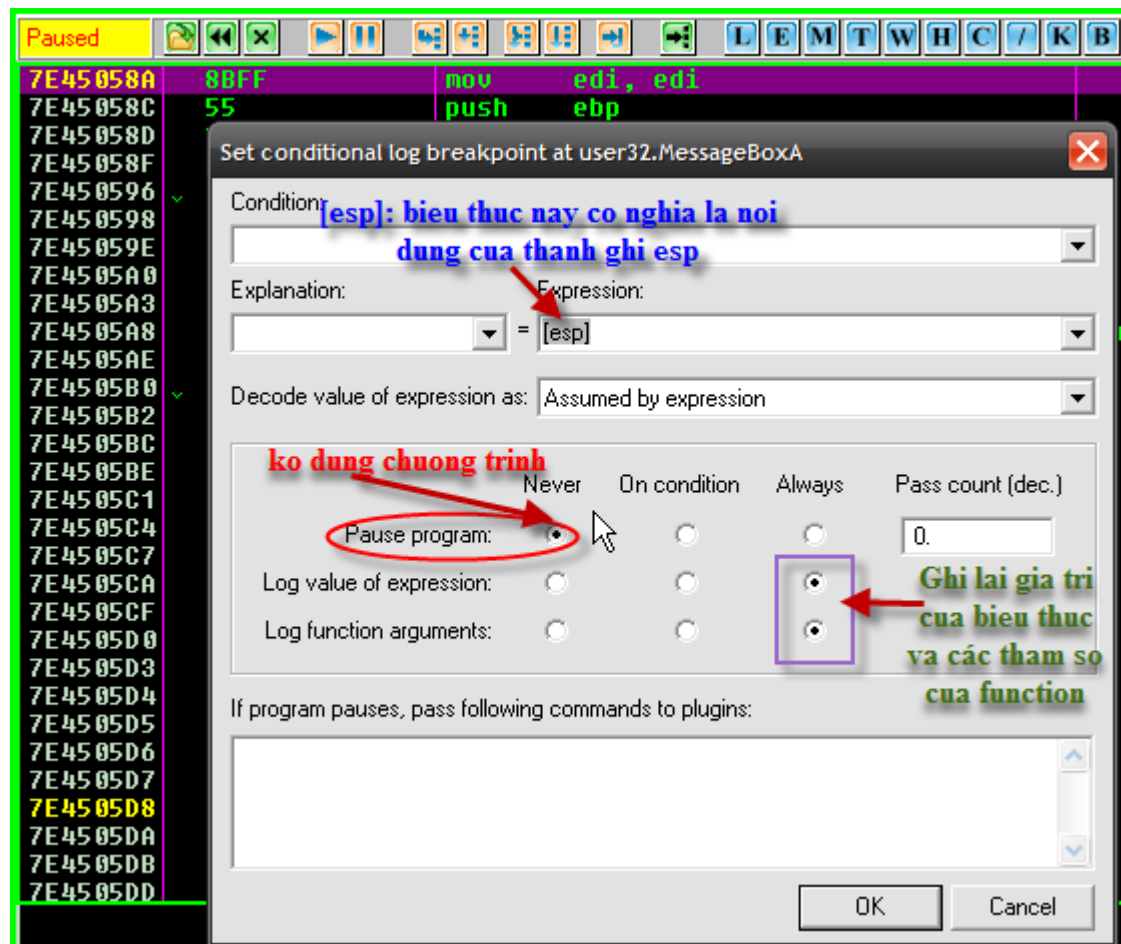 Paused
L E M T W H C / K B
7E45058A 8BFF mov edi, edi
7E45058C 55 push ebp
7E45058D
7E45058F
7E450596
7E450598
7E45059E
7E4505A0
7E4505A3
7E4505A8
7E4505AE
7E4505B0
7E4505B2
7E4505BC
7E4505BE
7E4505C1
7E4505C4
7E4505C7
7E4505CA
7E4505CF
7E4505D0
7E4505D3
7E4505D4
7E4505D5
7E4505D6
7E4505D7
7E4505D8
7E4505DA
7E4505DB
7E4505DD
Set conditional log breakpoint at user32.MessageBoxA
Condition:
[esp]: bieu thuc nay co nghia la noi
dung cua thanh ghi esp
Explanation: Expression:
= [esp]
Decode value of expression as: Assumed by expression
ko dung chuong trinh
Never On condition Always Pass count (dec.)
Pause program: 0.
Log value of expression:
Log function arguments:
Ghi lai gia tri
cua bieu thuc
va các tham so
cua function
If program pauses, pass following commands to plugins:
OK Cancel